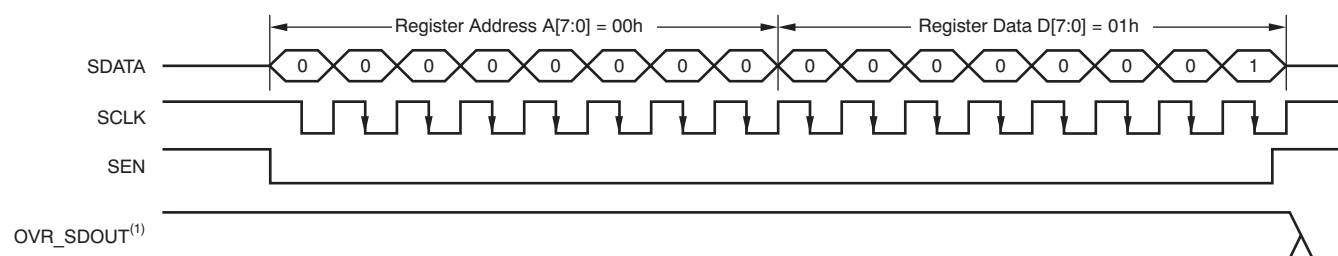 Register Address A[7:0] = 00h Register Data D[7:0] = 01h
SDATA 0 0 0 0 0 0 0 0 0 0 0 0 0 0 0 1
SCLK
SEN
OVR_SDOUT(1)